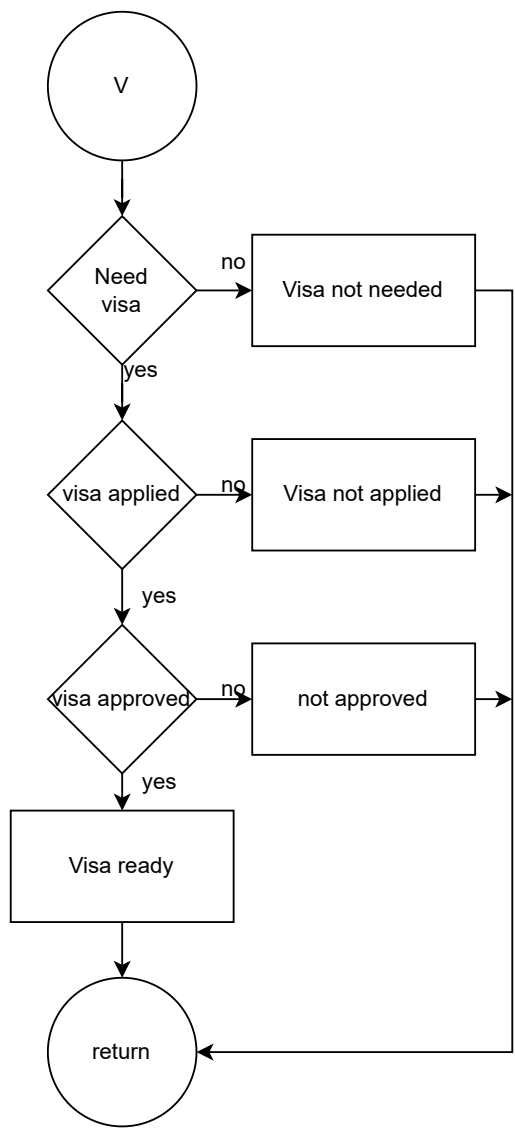 V
Need
visa
no
Visa not needed
yes
visa applied
no
Visa not applied
yes
visa approved
no
not approved
yes
Visa ready
return